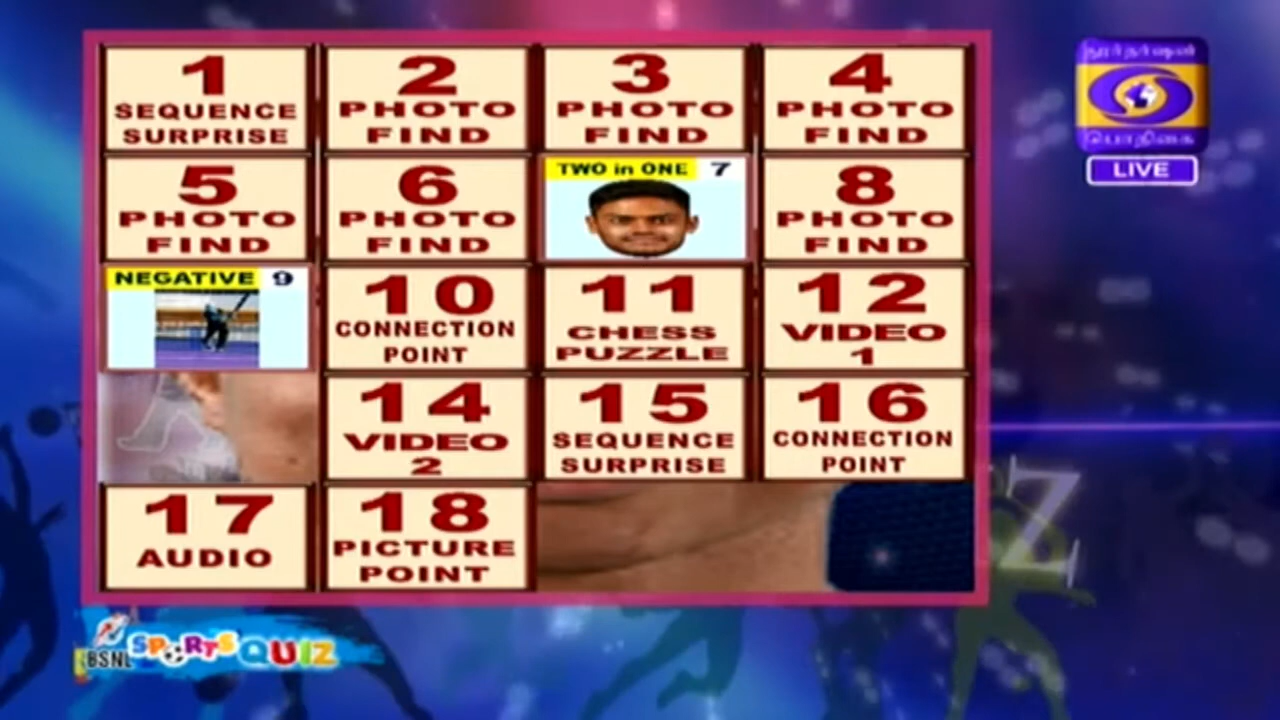 1
SEQUENCE
SURPRISE
2
PHOTO
FIND
3
PHOTO
FIND
4
PHOTO
FIND
தூர்தர்ஷன்
பொதிகை
LIVE
5
PHOTO
FIND
6
PHOTO
FIND
TWO in ONE 7
8
PHOTO
FIND
NEGATIVE 9
10
CONNECTION
POINT
11
CHESS
PUZZLE
12
VIDEO
1
14
VIDEO
2
15
SEQUENCE
SURPRISE
16
CONNECTION
POINT
17
AUDIO
18
PICTURE
POINT
Z
BSNL SPORTS QUIZ